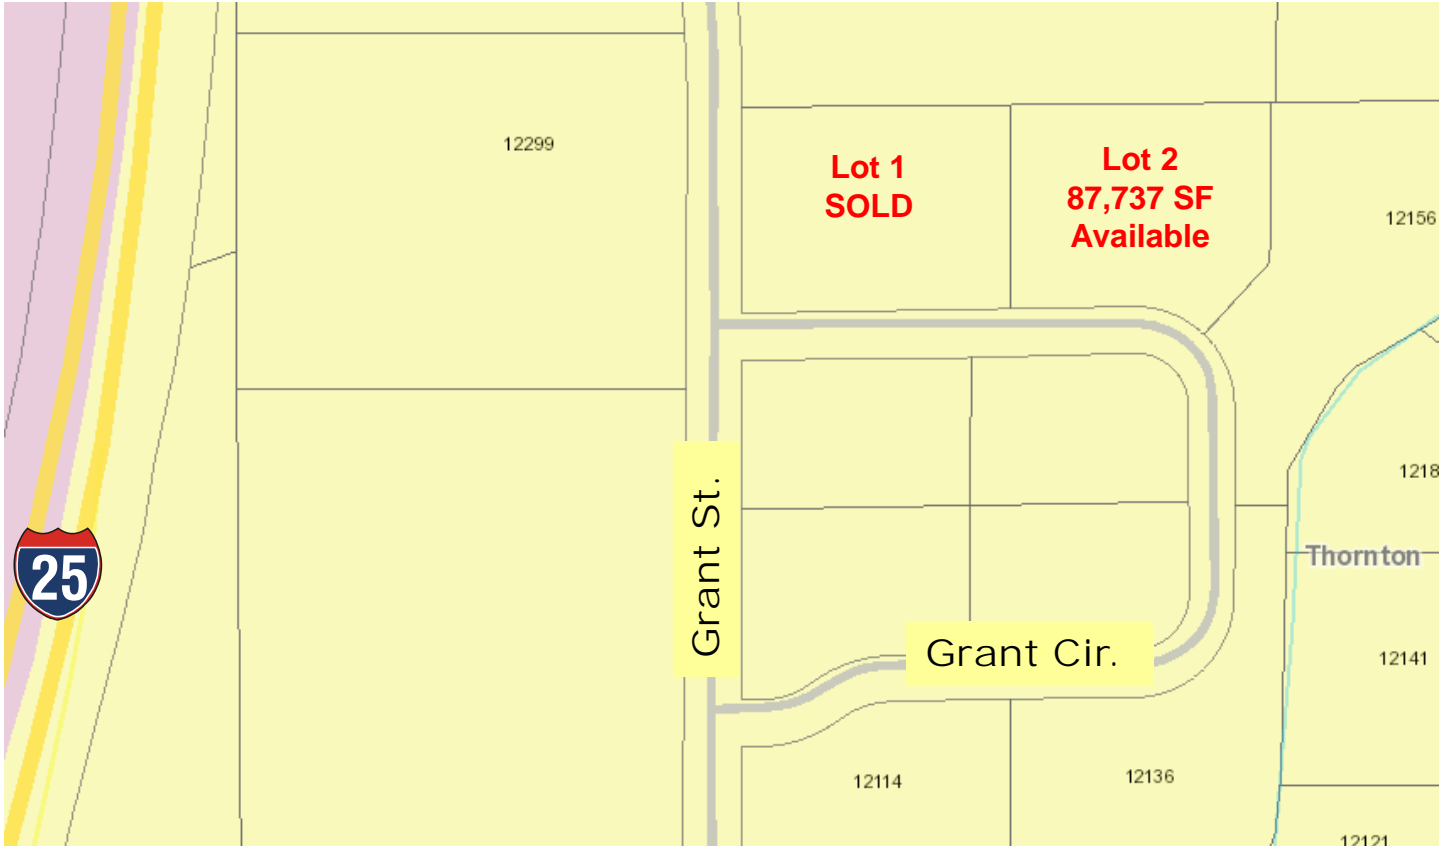 12299
Lot 1
SOLD
Lot 2
87,737 SF
Available
12156
1218
25
Grant St.
Thornton
Grant Cir.
12141
12114
12136
12121